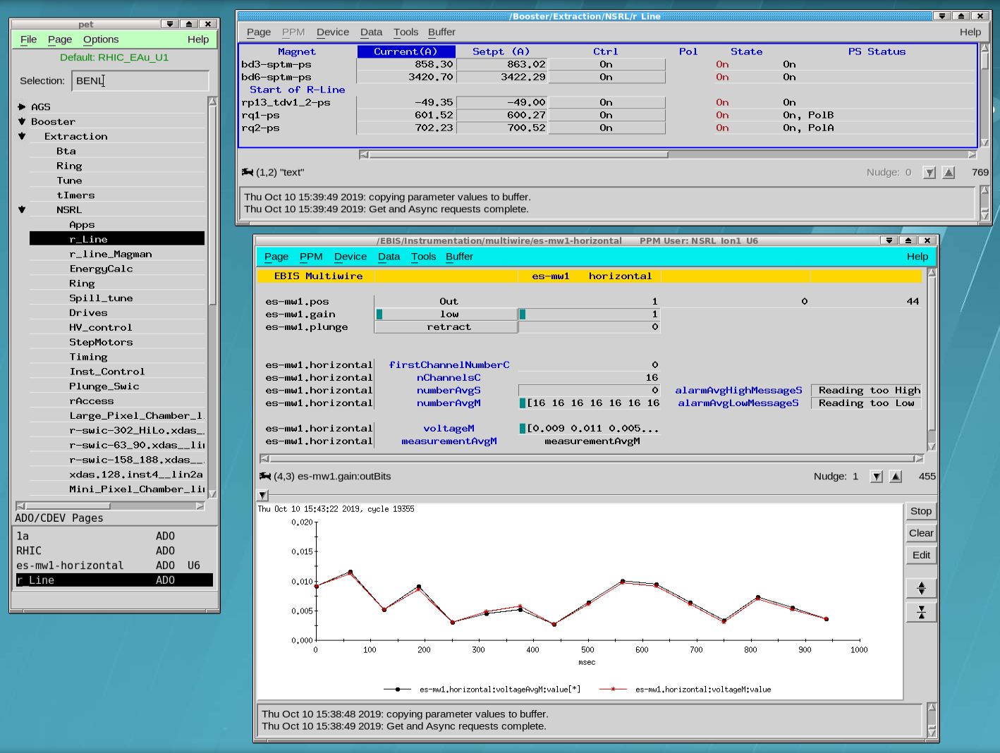 pet
File Page Options Help
Default: RHIC_EAu_U1
Selection: BENL
AGS
Booster
Extraction
Bta
Ring
Tune
tImers
NSRL
Apps
r_Line
r_line_Magman
EnergyCalc
Ring
Spill_tune
Drives
HV_control
StepMotors
Timing
Inst_Control
Plunge_Swic
rAccess
Large_Pixel_Chamber_l
r-swic-302_HiLo.xdas_
r-swic-63_90.xdas__li
r-swic-158_188.xdas__
xdas.128.inst4__lin2a
Mini_Pixel_Chamber_li
ADO/CDEV Pages
1a ADO
RHIC ADO
es-mw1-horizontal ADO U6
r_Line ADO
/Booster/Extraction/NSRL/r_Line
Page PPM Device Data Tools Buffer Help
Magnet Current(A) Setpt (A) Ctrl Pol State PS Status
bd3-sptm-ps 858.30 863.02 On On On
bd6-sptm-ps 3420.70 3422.29 On On On
Start of R-Line
rp13_tdv1_2-ps -49.35 -49.00 On On On
rq1-ps 601.52 600.27 On On On, PolB
rq2-ps 702.23 700.52 On On On, PolA
(1,2) "text" Nudge: 0 769
Thu Oct 10 15:39:49 2019: copying parameter values to buffer.
Thu Oct 10 15:39:49 2019: Get and Async requests complete.
/EBIS/Instrumentation/multiwire/es-mw1-horizontal PPM User: NSRL_Ion1_U6
Page PPM Device Data Tools Buffer Help
EBIS Multiwire es-mw1 horizontal
es-mw1.pos Out 1 0 44
es-mw1.gain low 1
es-mw1.plunge retract 0
es-mw1.horizontal firstChannelNumberC 0
es-mw1.horizontal nChannelsC 16
es-mw1.horizontal numberAvgS 0 alarmAvgHighMessageS Reading too High
es-mw1.horizontal numberAvgM [16 16 16 16 16 16 16 alarmAvgLowMessageS Reading too Low
es-mw1.horizontal voltageM [0.009 0.011 0.005...
es-mw1.horizontal measurementAvgM measurementAvgM
(4,3) es-mw1.gain:outBits Nudge: 1 455
Thu Oct 10 15:43:22 2019, cycle 19355
Stop
Clear
Edit
0.020
0.015
0.010
0.005
0.000
0 100 200 300 400 500 600 700 800 900 1000
msec
es-mw1.horizontal:voltageAvgM:value[*] es-mw1.horizontal:voltageM:value
Thu Oct 10 15:38:48 2019: copying parameter values to buffer.
Thu Oct 10 15:38:49 2019: Get and Async requests complete.